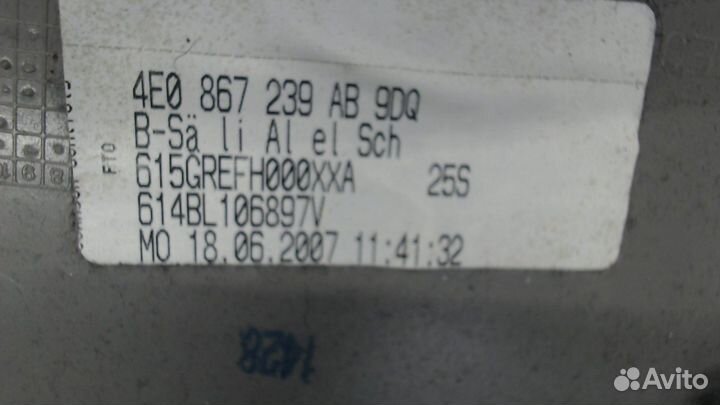 4E0 867 239 AB 9DQ
B-Sä li Al el Sch
615GREFH000XXA 25S
614BL106897V
MO 18.06.2007 11:41:32
FTO
1428
Avito